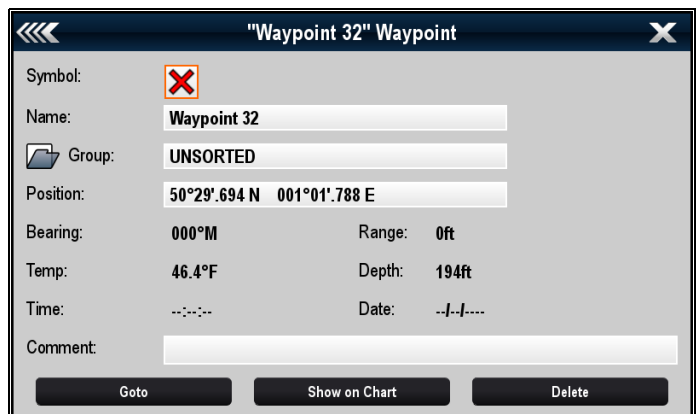 "Waypoint 32" Waypoint
Symbol:
Name: Waypoint 32
Group: UNSORTED
Position: 50°29'.694 N 001°01'.788 E
Bearing: 000°M Range: 0ft
Temp: 46.4°F Depth: 194ft
Time: --:--:-- Date: --/--/----
Comment:
Goto Show on Chart Delete